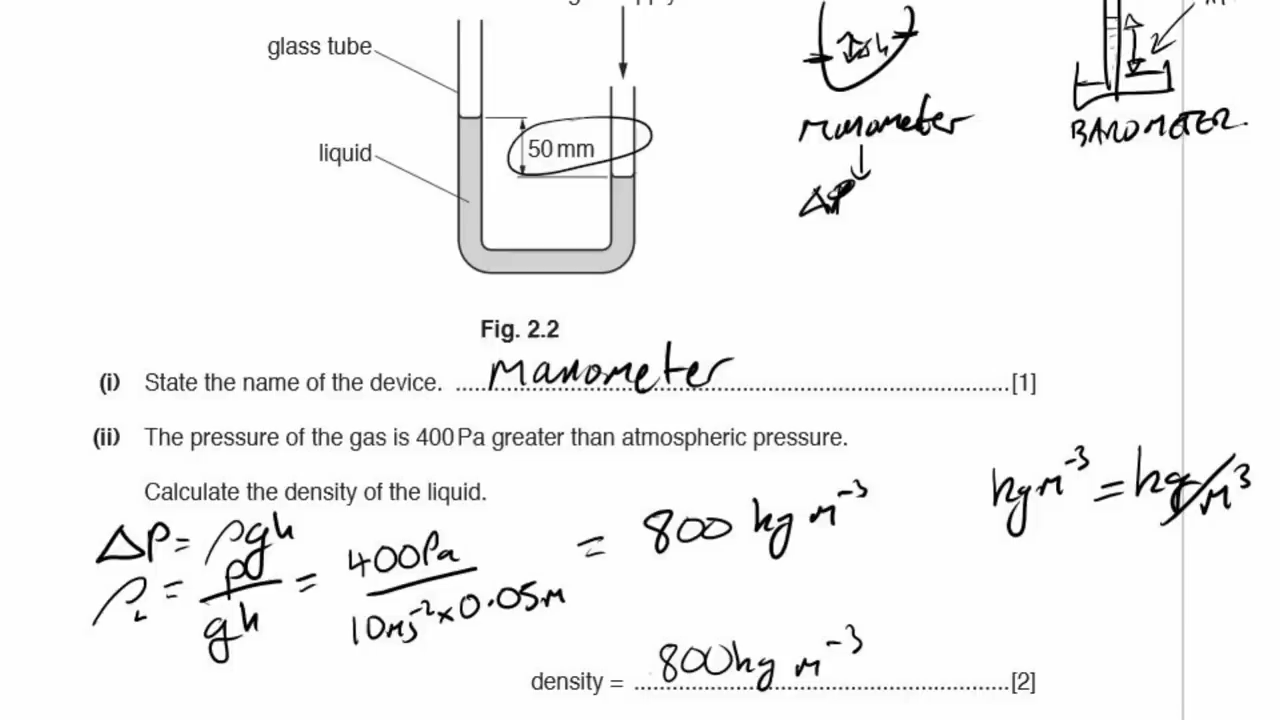 glass tube
liquid
50 mm
Manometer
ΔP
BAROMETER.
Fig. 2.2
(i) State the name of the device. Manometer [1]
(ii) The pressure of the gas is 400 Pa greater than atmospheric pressure.
Calculate the density of the liquid.
kgm⁻³ = kg/m³
ΔP = ρgh
ρ = P/gh = 400Pa / 10ms⁻² × 0.05m = 800 kg m⁻³
density = 800kg m⁻³ [2]